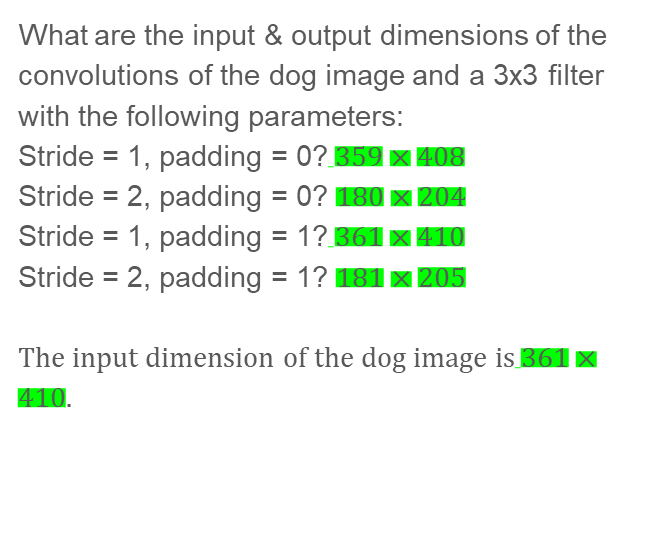 What are the input & output dimensions of the
convolutions of the dog image and a 3x3 filter
with the following parameters:
Stride = 1, padding = 0? 359 × 408
Stride = 2, padding = 0? 180 × 204
Stride = 1, padding = 1? 361 × 410
Stride = 2, padding = 1? 181 × 205
The input dimension of the dog image is 361 ×
410.